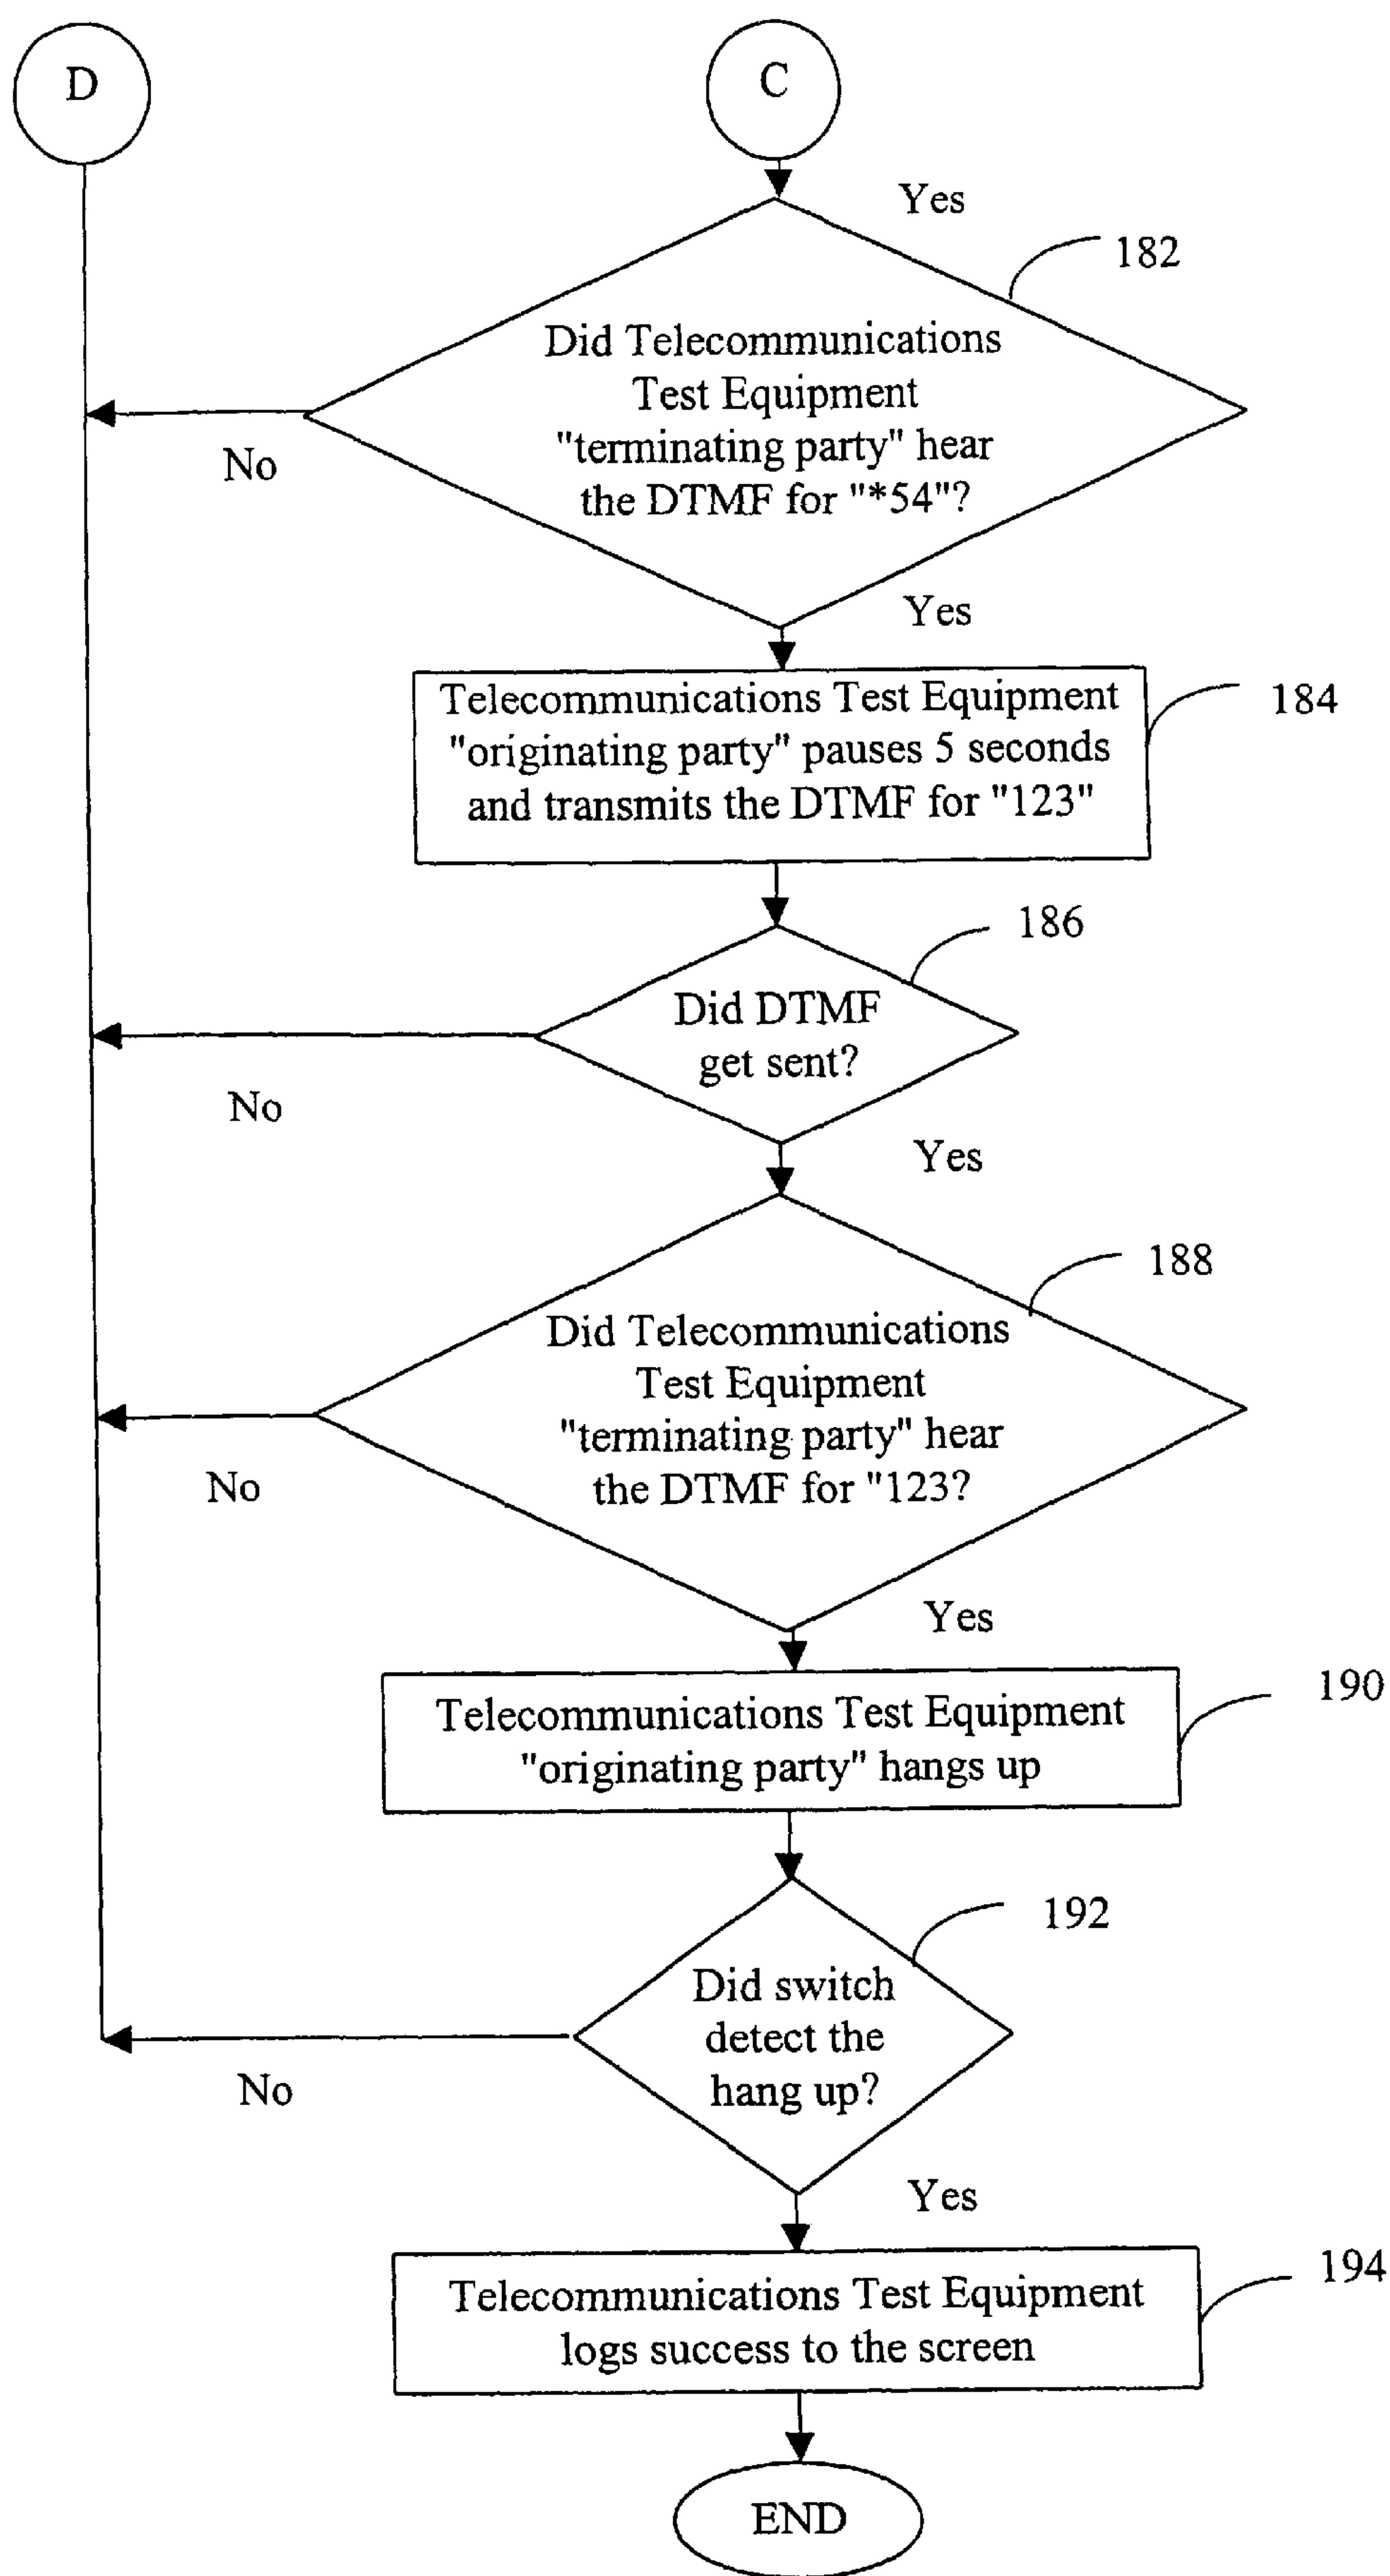 D
C
Yes
182
Did Telecommunications
Test Equipment
"terminating party" hear
the DTMF for "*54"?
No
Yes
Telecommunications Test Equipment
"originating party" pauses 5 seconds
and transmits the DTMF for "123"
184
186
Did DTMF
get sent?
No
Yes
188
Did Telecommunications
Test Equipment
"terminating party" hear
the DTMF for "123?
No
Yes
Telecommunications Test Equipment
"originating party" hangs up
190
192
Did switch
detect the
hang up?
No
Yes
Telecommunications Test Equipment
logs success to the screen
194
END